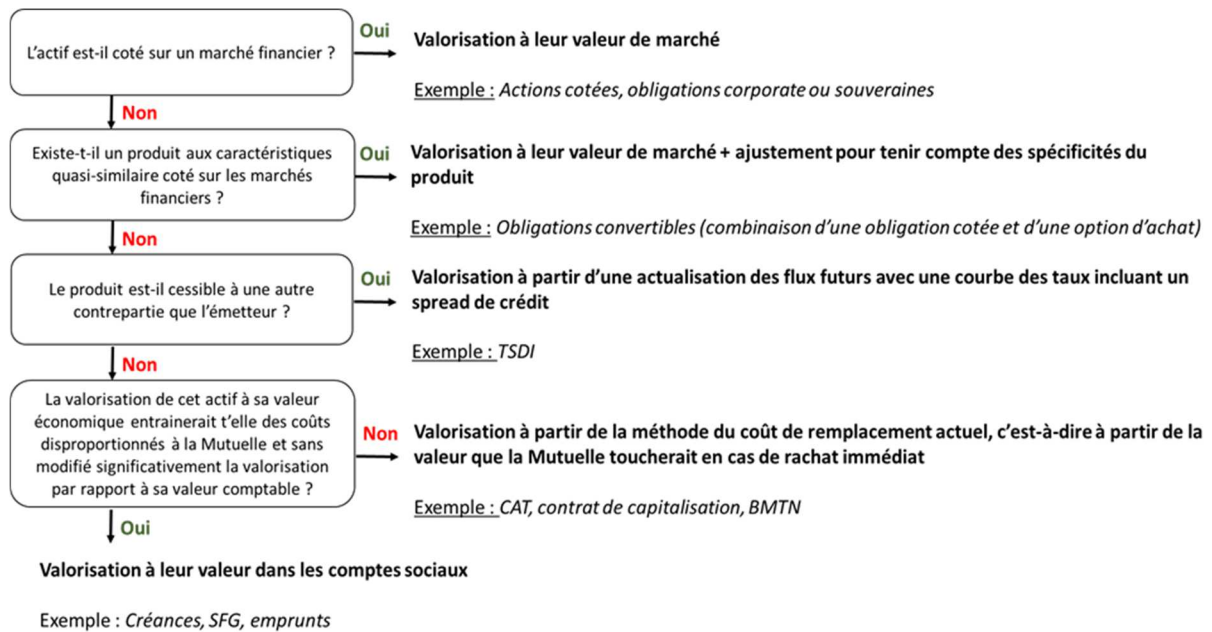 L'actif est-il coté sur un marché financier ?
Oui
Valorisation à leur valeur de marché
Exemple : Actions cotées, obligations corporate ou souveraines
Non
Existe-t-il un produit aux caractéristiques
quasi-similaire coté sur les marchés
financiers ?
Oui
Valorisation à leur valeur de marché + ajustement pour tenir compte des spécificités du
produit
Exemple : Obligations convertibles (combinaison d'une obligation cotée et d'une option d'achat)
Non
Le produit est-il cessible à une autre
contrepartie que l'émetteur ?
Oui
Valorisation à partir d'une actualisation des flux futurs avec une courbe des taux incluant un
spread de crédit
Exemple : TSDI
Non
La valorisation de cet actif à sa valeur
économique entrainerait t'elle des coûts
disproportionnés à la Mutuelle et sans
modifié significativement la valorisation
par rapport à sa valeur comptable ?
Non
Valorisation à partir de la méthode du coût de remplacement actuel, c'est-à-dire à partir de la
valeur que la Mutuelle toucherait en cas de rachat immédiat
Exemple : CAT, contrat de capitalisation, BMTN
Oui
Valorisation à leur valeur dans les comptes sociaux
Exemple : Créances, SFG, emprunts